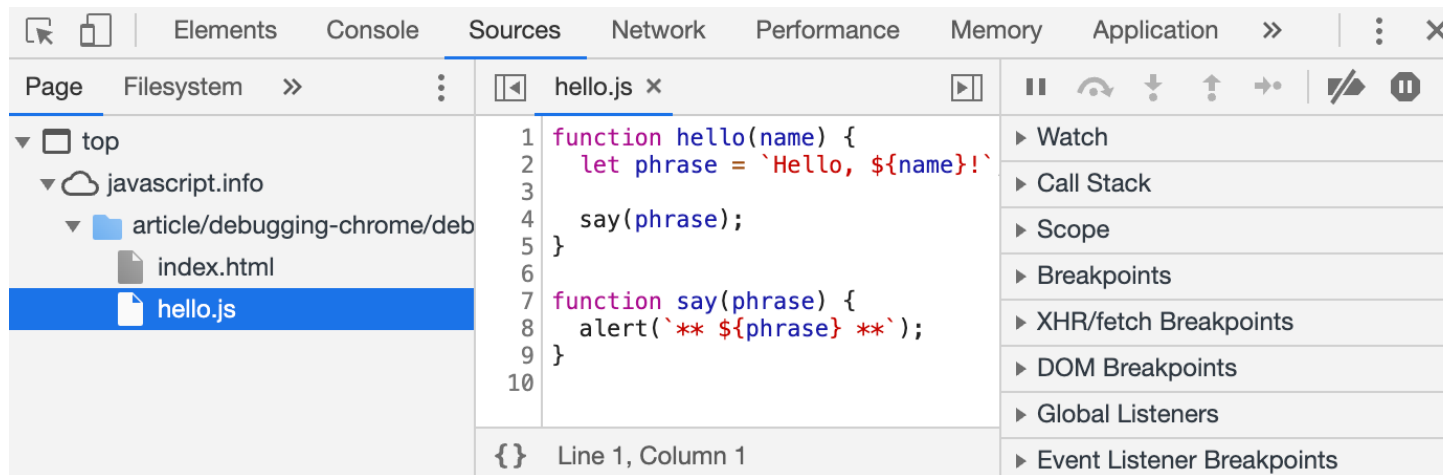 Elements Console Sources Network Performance Memory Application »
Page Filesystem »
top
javascript.info
article/debugging-chrome/deb
index.html
hello.js
hello.js ×
1 function hello(name) {
2   let phrase = `Hello, ${name}!`
3
4   say(phrase);
5 }
6
7 function say(phrase) {
8   alert(`** ${phrase} **`);
9 }
10
{} Line 1, Column 1
Watch
Call Stack
Scope
Breakpoints
XHR/fetch Breakpoints
DOM Breakpoints
Global Listeners
Event Listener Breakpoints